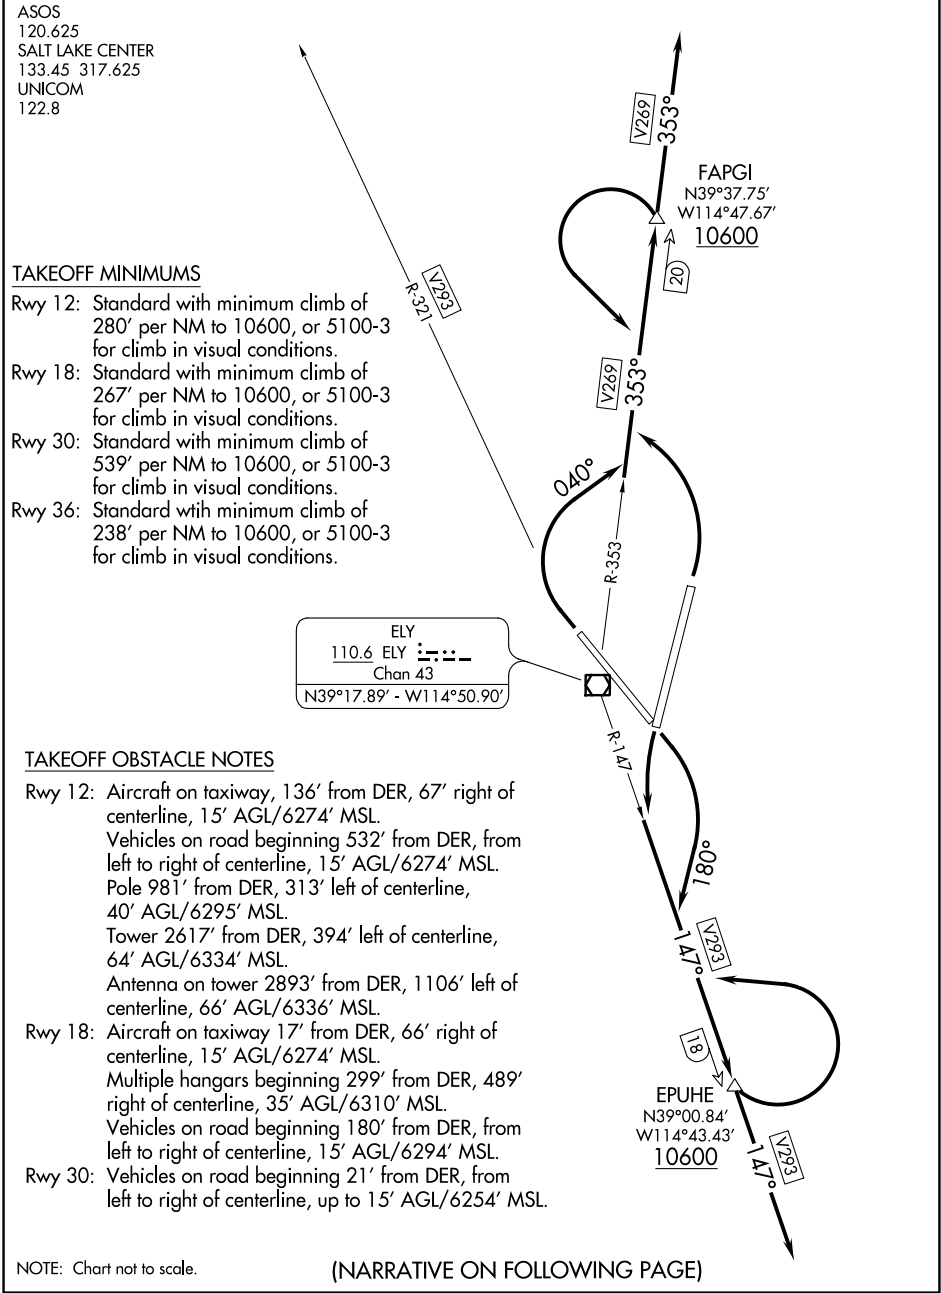 ASOS
120.625
SALT LAKE CENTER
133.45 317.625
UNICOM
122.8
V269
353°
FAPGI
N39°37.75′
W114°47.67′
10600
20
V293
R-321
TAKEOFF MINIMUMS
Rwy 12: Standard with minimum climb of
280′ per NM to 10600, or 5100-3
for climb in visual conditions.
Rwy 18: Standard with minimum climb of
267′ per NM to 10600, or 5100-3
for climb in visual conditions.
Rwy 30: Standard with minimum climb of
539′ per NM to 10600, or 5100-3
for climb in visual conditions.
Rwy 36: Standard wtih minimum climb of
238′ per NM to 10600, or 5100-3
for climb in visual conditions.
V269
353°
040°
R-353
ELY
110.6 ELY
Chan 43
N39°17.89′ - W114°50.90′
R-147
TAKEOFF OBSTACLE NOTES
Rwy 12: Aircraft on taxiway, 136′ from DER, 67′ right of
centerline, 15′ AGL/6274′ MSL.
Vehicles on road beginning 532′ from DER, from
left to right of centerline, 15′ AGL/6274′ MSL.
Pole 981′ from DER, 313′ left of centerline,
40′ AGL/6295′ MSL.
Tower 2617′ from DER, 394′ left of centerline,
64′ AGL/6334′ MSL.
Antenna on tower 2893′ from DER, 1106′ left of
centerline, 66′ AGL/6336′ MSL.
Rwy 18: Aircraft on taxiway 17′ from DER, 66′ right of
centerline, 15′ AGL/6274′ MSL.
Multiple hangars beginning 299′ from DER, 489′
right of centerline, 35′ AGL/6310′ MSL.
Vehicles on road beginning 180′ from DER, from
left to right of centerline, 15′ AGL/6294′ MSL.
Rwy 30: Vehicles on road beginning 21′ from DER, from
left to right of centerline, up to 15′ AGL/6254′ MSL.
180°
V293
147°
18
EPUHE
N39°00.84′
W114°43.43′
10600
V293
147°
NOTE: Chart not to scale.
(NARRATIVE ON FOLLOWING PAGE)